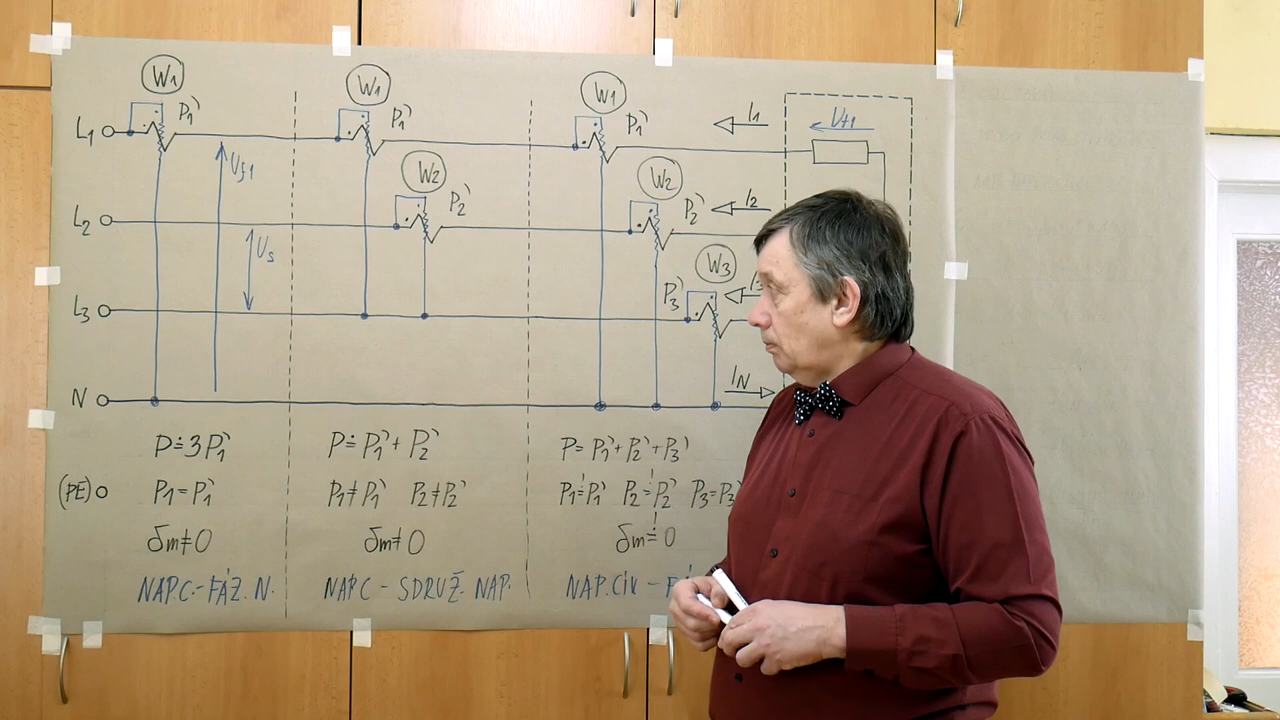 W1 W1 W1
L1 P1` P1` P1` I1 Uf1
Uf1 W2 W2
L2 P2` P2` I2
Us W3
L3 P3`
N IN
P≐3P1` P≐P1`+P2` P=P1`+P2`+P3`
(PE) P1=P1` P1≠P1` P2≠P2` P1=P1` P2=P2` P3=P3
δm≠0 δm≠0 δm=0
NAP.C.-FÁZ. N. NAP C - SDRUŽ. NAP. NAP. CÍV -